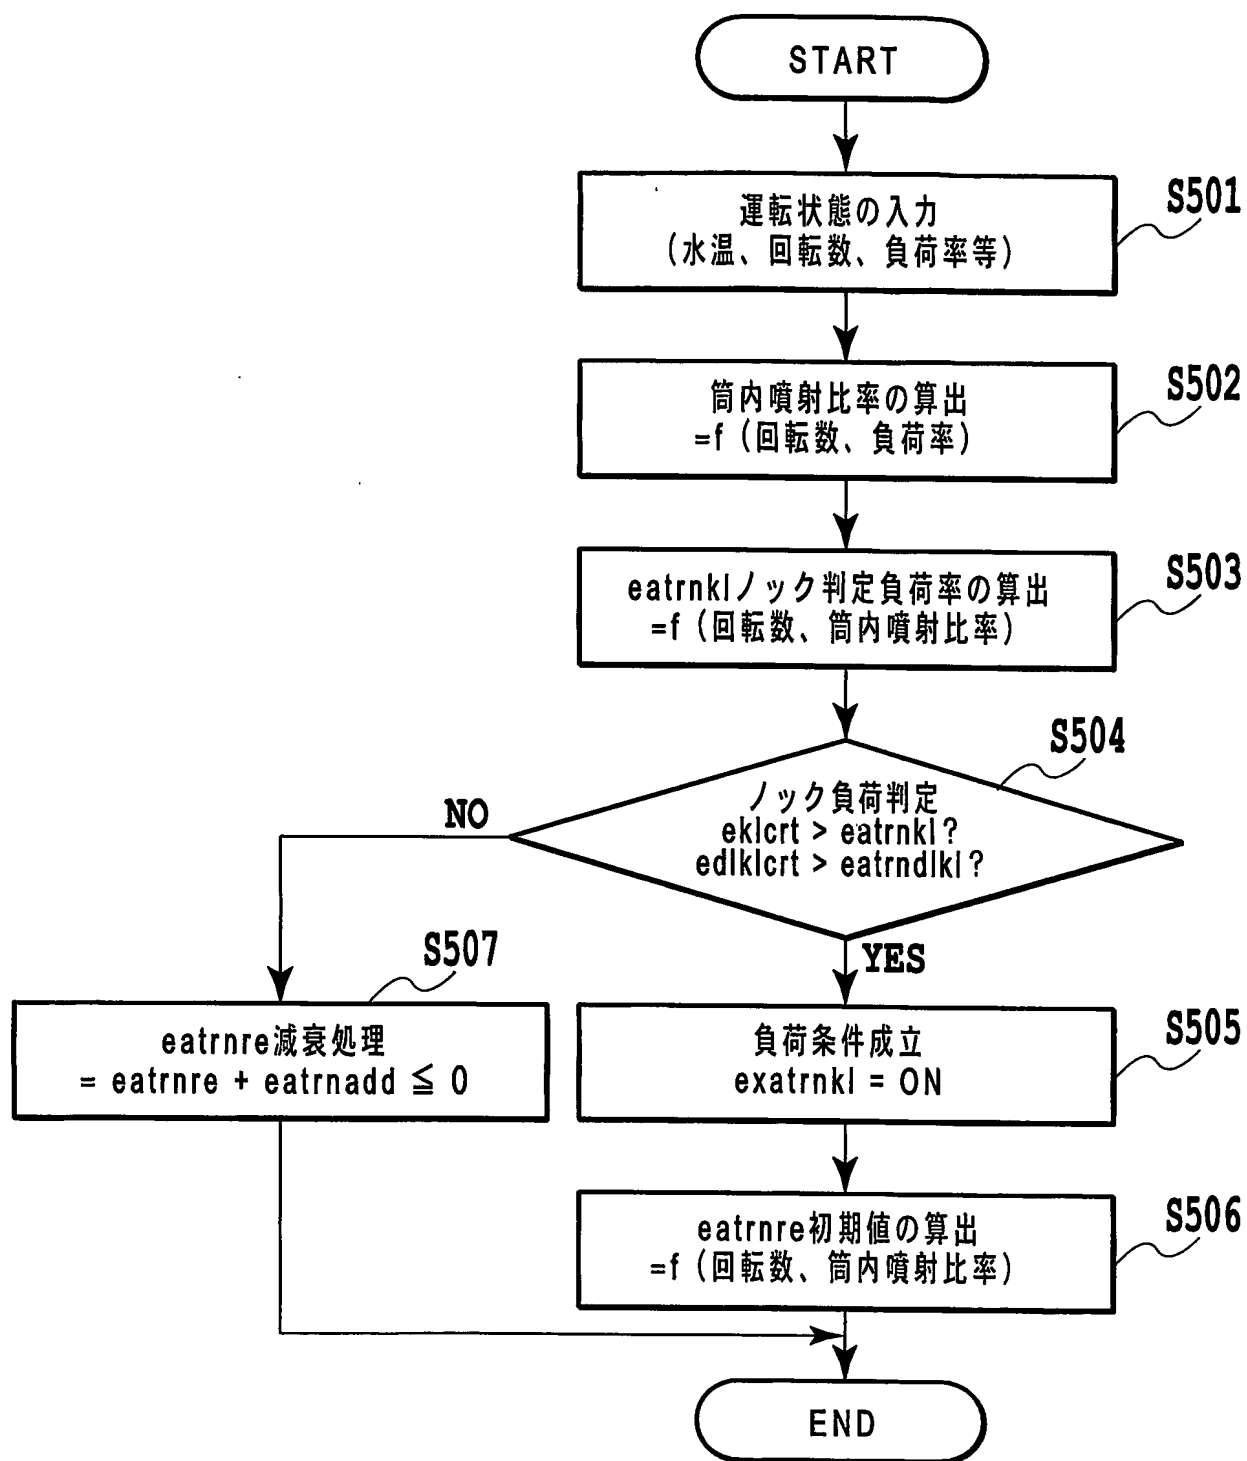 START
S501
運転状態の入力
(水温、回転数、負荷率等)
S502
筒内噴射比率の算出
=f (回転数、負荷率)
S503
eatrnklノック判定負荷率の算出
=f (回転数、筒内噴射比率)
S504
ノック負荷判定
eklcrt > eatrnkl?
edlklcrt > eatrndlkl?
NO
YES
S507
eatrnre減衰処理
= eatrnre + eatrnadd ≦ 0
S505
負荷条件成立
exatrnkl = ON
S506
eatrnre初期値の算出
=f (回転数、筒内噴射比率)
END